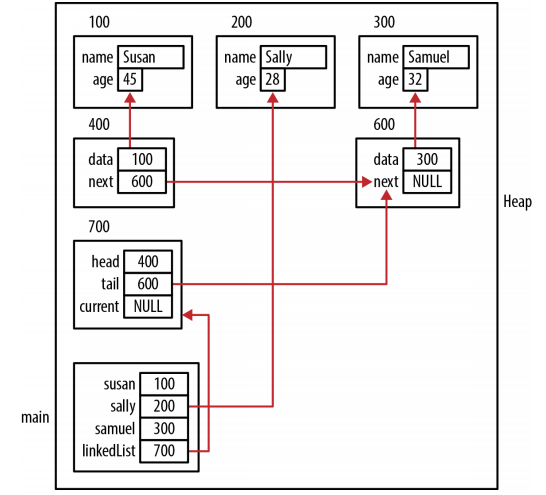 100 200 300
name Susan name Sally name Samuel
age 45 age 28 age 32
400 600
data 100 data 300
next 600 next NULL
Heap
700
head 400
tail 600
current NULL
susan 100
sally 200
main
samuel 300
linkedList 700